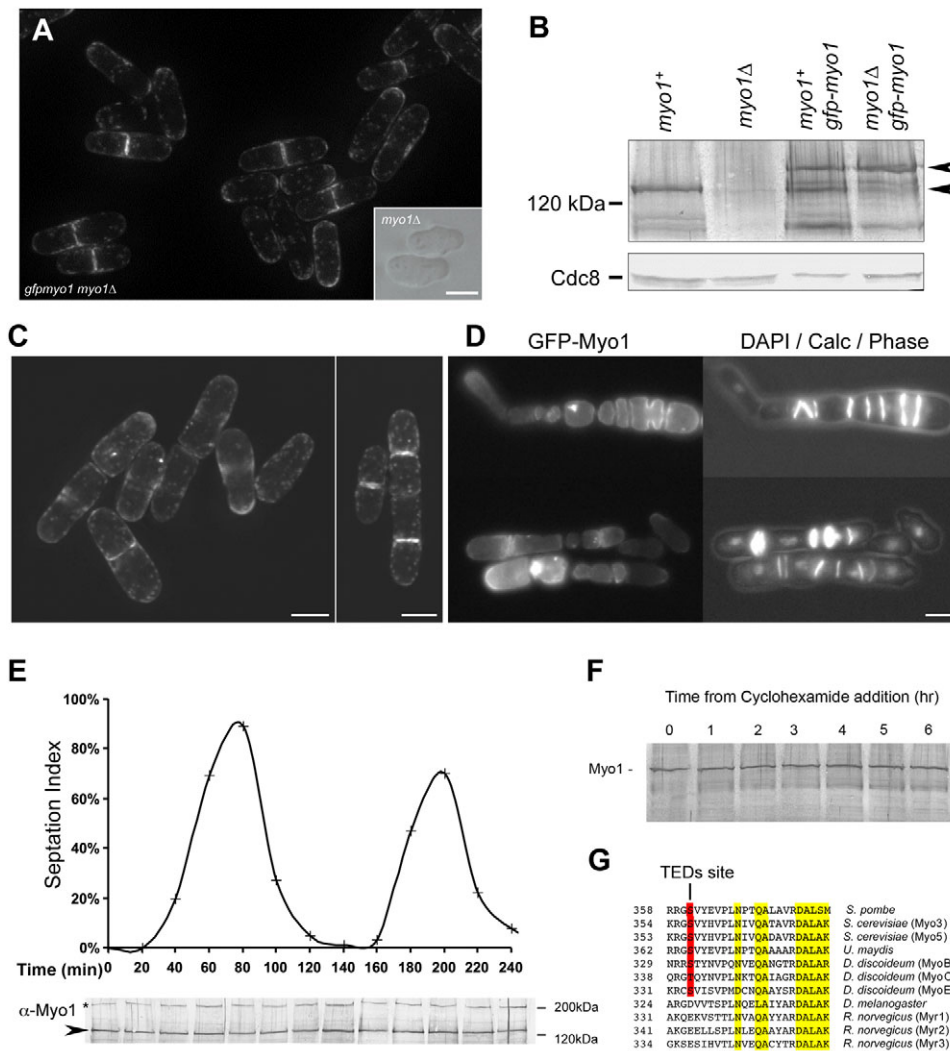 A
gfpmyo1 myo1Δ
myo1Δ
B
myo1+
myo1Δ
myo1+
gfp-myo1
myo1Δ
gfp-myo1
120 kDa
Cdc8
C
D
GFP-Myo1
DAPI / Calc / Phase
E
Septation Index
100%
80%
60%
40%
20%
0%
Time (min) 0 20 40 60 80 100 120 140 160 180 200 220 240
α-Myo1
*
200kDa
120kDa
F
Time from Cyclohexamide addition (hr)
0 1 2 3 4 5 6
Myo1 -
G
TEDs site
358 RRGSVYEVPLNPTQALAVRDALSM S. pombe
354 KRGSVYHVPLNIVQATAVRDALAK S. cerevisiae (Myo3)
353 KRGSVYHVPLNIVQADAVRDALAK S. cerevisiae (Myo5)
362 RRGSVYNVPLNPTQAAAARDALAK U. maydis
329 NRRSTYNVPQNVEQANGTRDALAR D. discoideum (MyoB
338 QRGTQYNVPLNKTQAIAGRDALAK D. discoideum (MyoC
331 KRCSVISVPMDCNQAAYSRDALAK D. discoideum (MyoE
324 ARGDVVTSPLNQELAIYARDALAK D. melanogaster
331 AKQEKVSTTLNVAQAYYARDALAK R. norvegicus (Myr1)
341 AKGEELLSPLNLEQAAYARDALAK R. norvegicus (Myr2)
334 GKSESIHVTLNVEQACYTRDALAK R. norvegicus (Myr3)